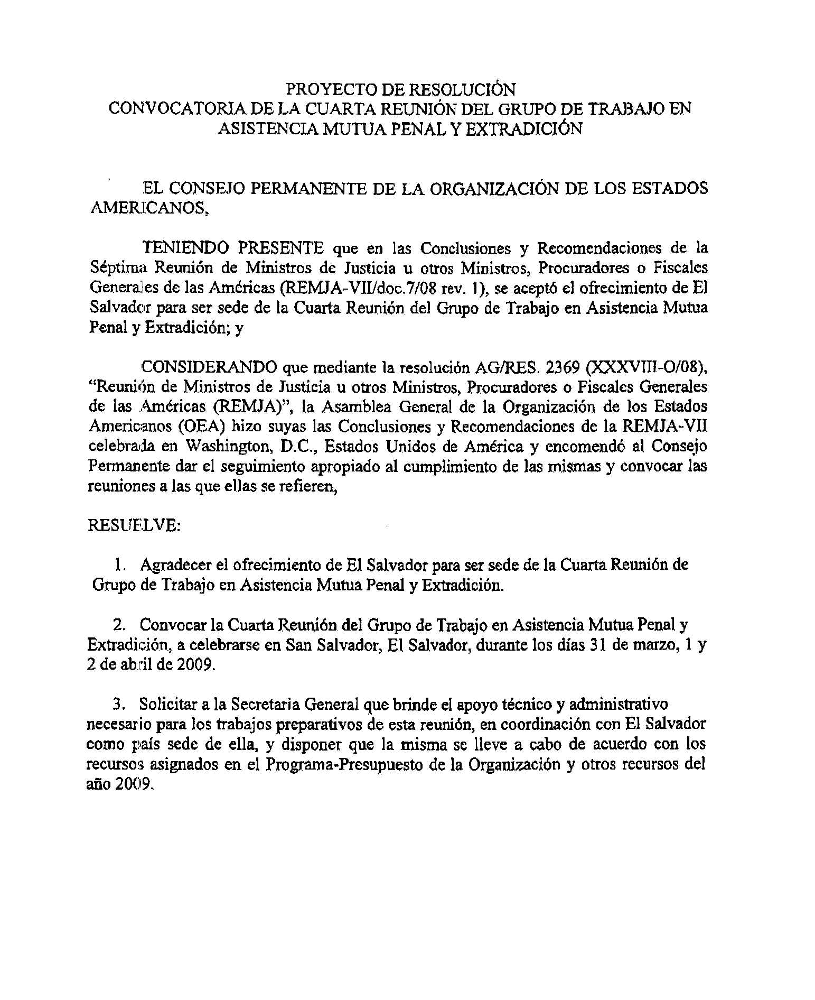 PROYECTO DE RESOLUCIÓN
CONVOCATORIA DE LA CUARTA REUNIÓN DEL GRUPO DE TRABAJO EN
ASISTENCIA MUTUA PENAL Y EXTRADICIÓN
EL CONSEJO PERMANENTE DE LA ORGANIZACIÓN DE LOS ESTADOS
AMERICANOS,
TENIENDO PRESENTE que en las Conclusiones y Recomendaciones de la
Séptima Reunión de Ministros de Justicia u otros Ministros, Procuradores o Fiscales
Generales de las Américas (REMJA-VII/doc.7/08 rev. 1), se aceptó el ofrecimiento de El
Salvador para ser sede de la Cuarta Reunión del Grupo de Trabajo en Asistencia Mutua
Penal y Extradición; y
CONSIDERANDO que mediante la resolución AG/RES. 2369 (XXXVIII-O/08),
“Reunión de Ministros de Justicia u otros Ministros, Procuradores o Fiscales Generales
de las Américas (REMJA)”, la Asamblea General de la Organización de los Estados
Americanos (OEA) hizo suyas las Conclusiones y Recomendaciones de la REMJA-VII
celebrada en Washington, D.C., Estados Unidos de América y encomendó al Consejo
Permanente dar el seguimiento apropiado al cumplimiento de las mismas y convocar las
reuniones a las que ellas se refieren,
RESUELVE:
1. Agradecer el ofrecimiento de El Salvador para ser sede de la Cuarta Reunión de
Grupo de Trabajo en Asistencia Mutua Penal y Extradición.
2. Convocar la Cuarta Reunión del Grupo de Trabajo en Asistencia Mutua Penal y
Extradición, a celebrarse en San Salvador, El Salvador, durante los días 31 de marzo, 1 y
2 de abril de 2009.
3. Solicitar a la Secretaria General que brinde el apoyo técnico y administrativo
necesario para los trabajos preparativos de esta reunión, en coordinación con El Salvador
como país sede de ella, y disponer que la misma se lleve a cabo de acuerdo con los
recursos asignados en el Programa-Presupuesto de la Organización y otros recursos del
año 2009.